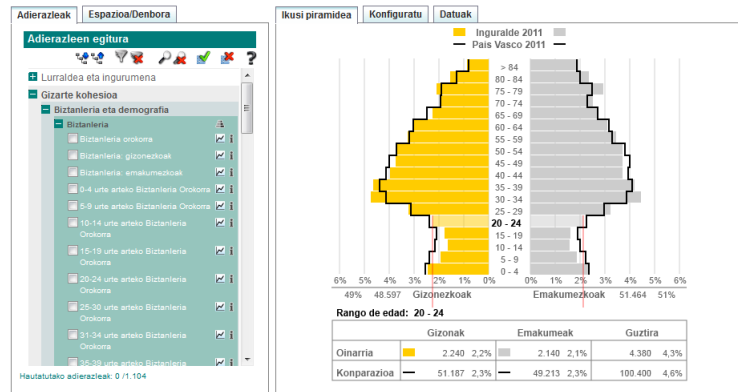 Adierazleak
Espazioa/Denbora
Adierazleen egitura
Lurraldea eta ingurumena
Gizarte kohesioa
Biztanleria eta demografia
Biztanleria
Biztanleria orokorra
Biztanleria: gizonezkoak
Biztanleria: emakumezkoak
0-4 urte arteko Biztanleria Orokorra
5-9 urte arteko Biztanleria Orokorra
10-14 urte arteko Biztanleria
Orokorra
15-19 urte arteko Biztanleria
Orokorra
20-24 urte arteko Biztanleria
Orokorra
25-30 urte arteko Biztanleria
Orokorra
31-34 urte arteko Biztanleria
Orokorra
35-39 urte arteko Biztanleria
Hautatutako adierazleak: 0 /1.104
Ikusi piramidea
Konfiguratu
Datuak
Inguralde 2011
País Vasco 2011
> 84
80 - 84
75 - 79
70 - 74
65 - 69
60 - 64
55 - 59
50 - 54
45 - 49
40 - 44
35 - 39
30 - 34
25 - 29
20 - 24
15 - 19
10 - 14
5 - 9
0 - 4
6% 5% 4% 3% 2% 1% 0% 0% 1% 2% 3% 4% 5% 6%
49% 48.597 Gizonezkoak Emakumezkoak 51.464 51%
Rango de edad: 20 - 24
Gizonak Emakumeak Guztira
Oinarria 2.240 2,2% 2.140 2,1% 4.380 4,3%
Konparazioa 51.187 2,3% 49.213 2,3% 100.400 4,6%